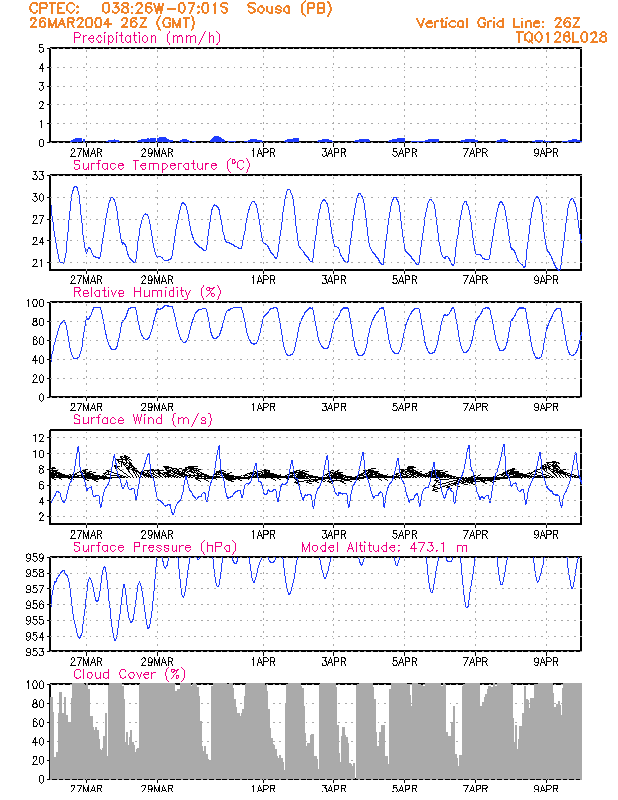 CPTEC: 038:26W-07:01S Sousa (PB)
26MAR2004 26Z (GMT) Vertical Grid Line: 26Z
Precipitation (mm/h) TQ0126L028
5
4
3
2
1
0
27MAR 29MAR 1APR 3APR 5APR 7APR 9APR
Surface Temperature (ºC)
33
30
27
24
21
27MAR 29MAR 1APR 3APR 5APR 7APR 9APR
Relative Humidity (%)
100
80
60
40
20
0
27MAR 29MAR 1APR 3APR 5APR 7APR 9APR
Surface Wind (m/s)
12
10
8
6
4
2
27MAR 29MAR 1APR 3APR 5APR 7APR 9APR
Surface Pressure (hPa) Model Altitude: 473.1 m
959
958
957
956
955
954
953
27MAR 29MAR 1APR 3APR 5APR 7APR 9APR
Cloud Cover (%)
100
80
60
40
20
0
27MAR 29MAR 1APR 3APR 5APR 7APR 9APR